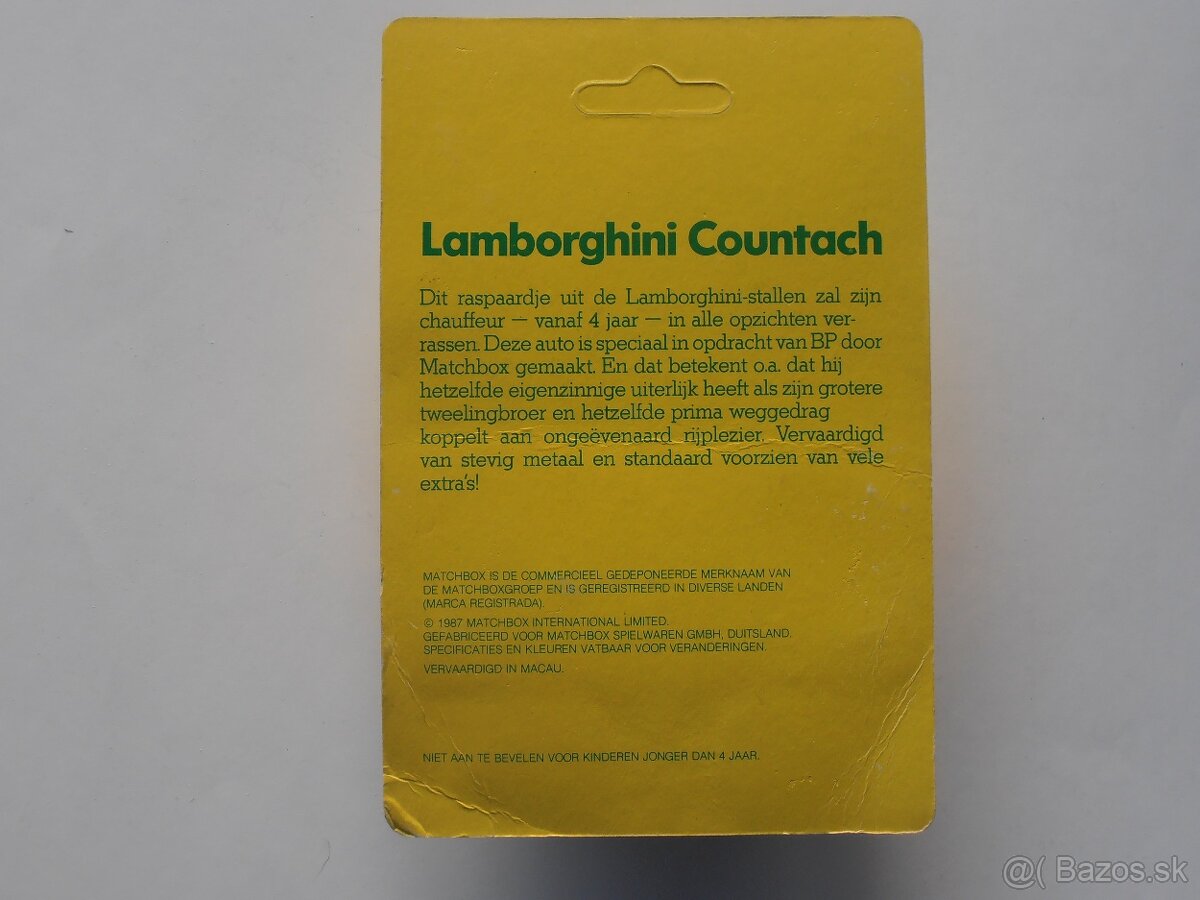 Lamborghini Countach
Dit raspaardje uit de Lamborghini-stallen zal zijn
chauffeur — vanaf 4 jaar — in alle opzichten ver-
rassen. Deze auto is speciaal in opdracht van BP door
Matchbox gemaakt. En dat betekent o.a. dat hij
hetzelfde eigenzinnige uiterlijk heeft als zijn grotere
tweelingbroer en hetzelfde prima weggedrag
koppelt aan ongeëvenaard rijplezier. Vervaardigd
van stevig metaal en standaard voorzien van vele
extra's!
MATCHBOX IS DE COMMERCIEEL GEDEPONEERDE MERKNAAM VAN
DE MATCHBOXGROEP EN IS GEREGISTREERD IN DIVERSE LANDEN
(MARCA REGISTRADA).
© 1987 MATCHBOX INTERNATIONAL LIMITED.
GEFABRICEERD VOOR MATCHBOX SPIELWAREN GMBH, DUITSLAND.
SPECIFICATIES EN KLEUREN VATBAAR VOOR VERANDERINGEN.
VERVAARDIGD IN MACAU.
NIET AAN TE BEVELEN VOOR KINDEREN JONGER DAN 4 JAAR.
@( Bazos.sk